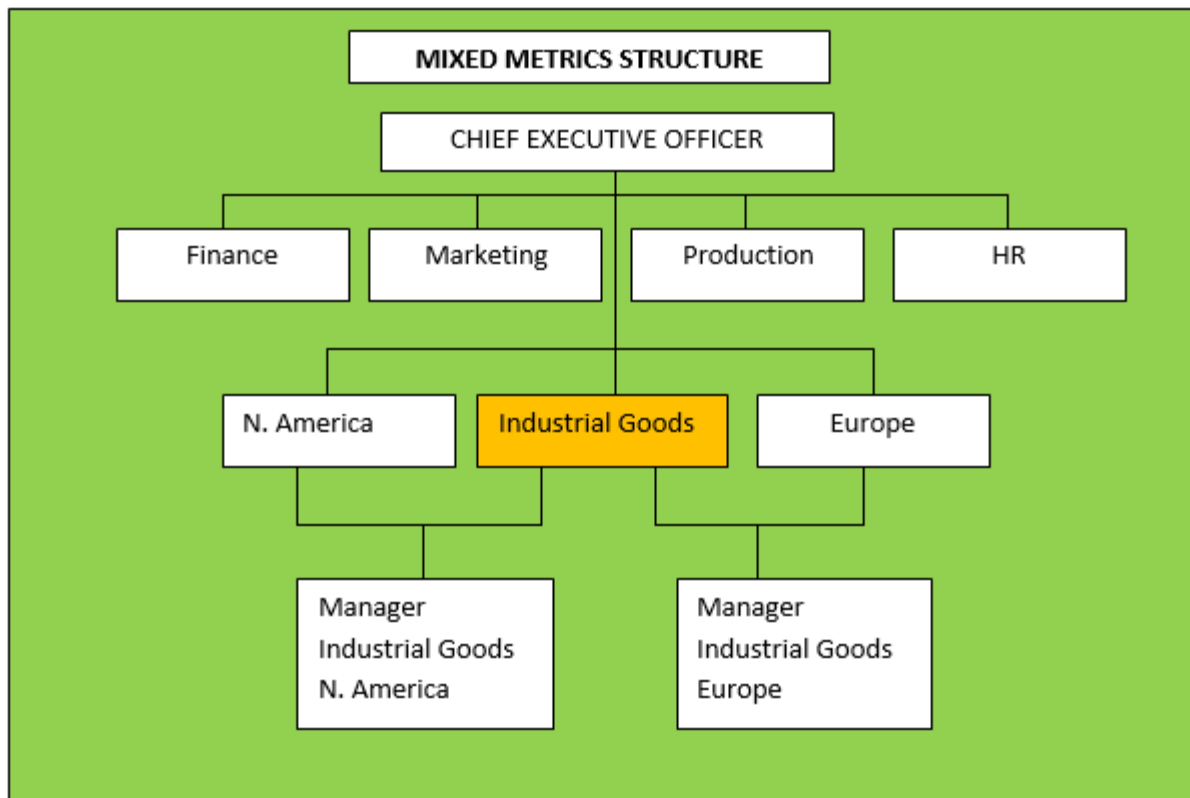 MIXED METRICS STRUCTURE
CHIEF EXECUTIVE OFFICER
Finance
Marketing
Production
HR
N. America
Industrial Goods
Europe
Manager
Industrial Goods
N. America
Manager
Industrial Goods
Europe